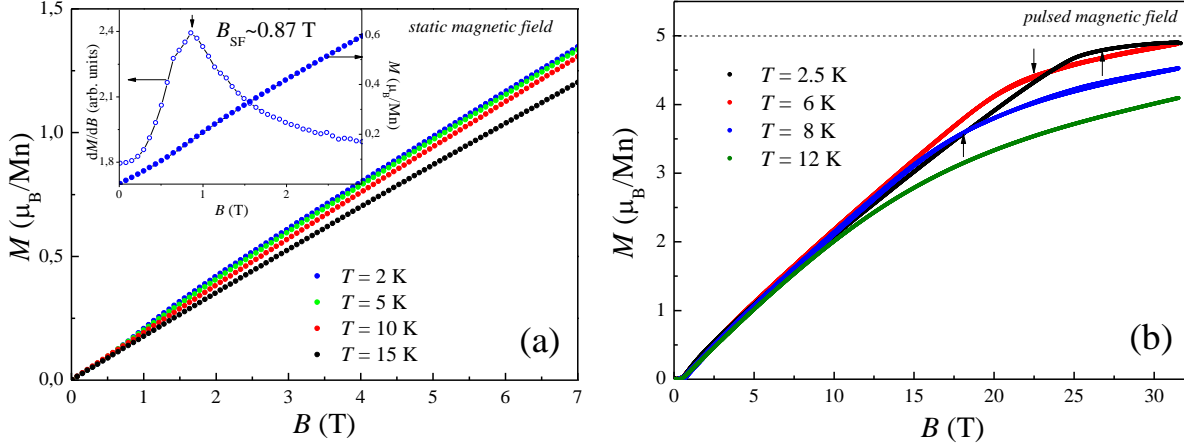 static magnetic field
B_SF~0.87 T
2,4
2,1
1,8
dM/dB (arb. units)
0,6
0,4
0,2
M (μ_B/Mn)
0 1 2
B (T)
1,5
1,0
0,5
0,0
M (μ_B/Mn)
T = 2 K
T = 5 K
T = 10 K
T = 15 K
(a)
0 1 2 3 4 5 6 7
B (T)
pulsed magnetic field
6
5
4
3
2
1
0
M (μ_B/Mn)
T = 2.5 K
T = 6 K
T = 8 K
T = 12 K
(b)
0 5 10 15 20 25 30
B (T)